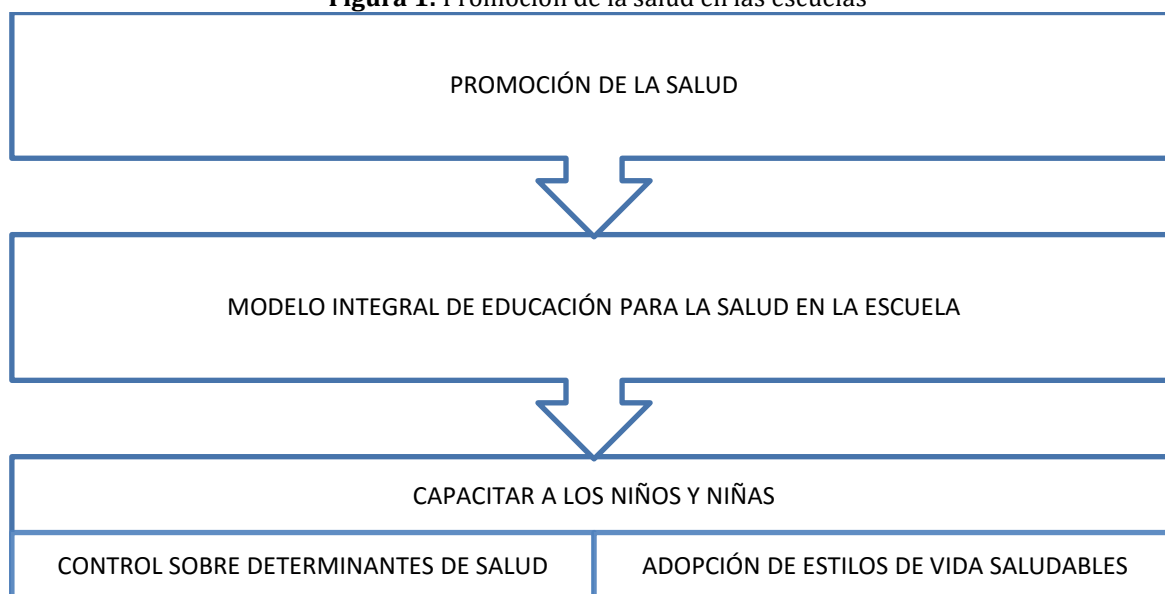 Figura 1. Promoción de la salud en las escuelas
PROMOCIÓN DE LA SALUD
MODELO INTEGRAL DE EDUCACIÓN PARA LA SALUD EN LA ESCUELA
CAPACITAR A LOS NIÑOS Y NIÑAS
CONTROL SOBRE DETERMINANTES DE SALUD
ADOPCIÓN DE ESTILOS DE VIDA SALUDABLES